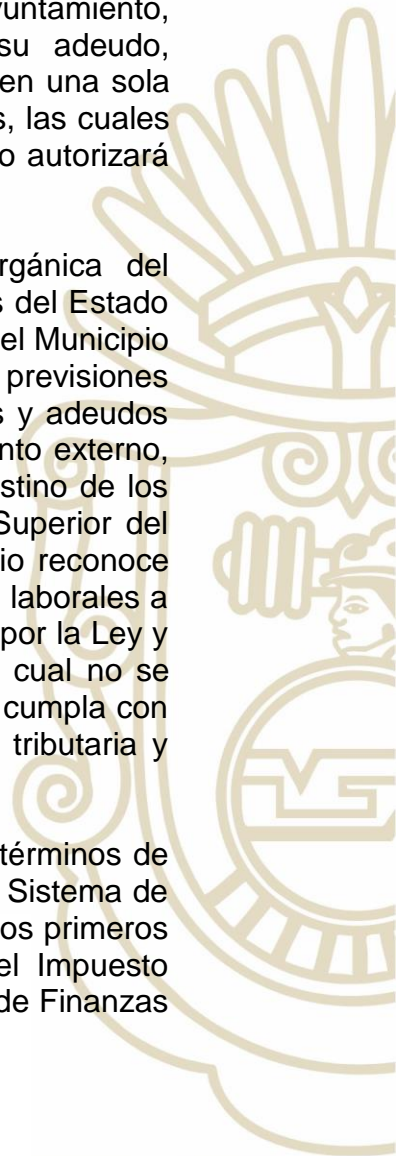 yuntamiento,
su adeudo,
en una sola
s, las cuales
o autorizará
rgánica del
s del Estado
el Municipio
previsiones
s y adeudos
nto externo,
stino de los
Superior del
io reconoce
laborales a
por la Ley y
cual no se
cumpla con
tributaria y
términos de
Sistema de
os primeros
el Impuesto
de Finanzas